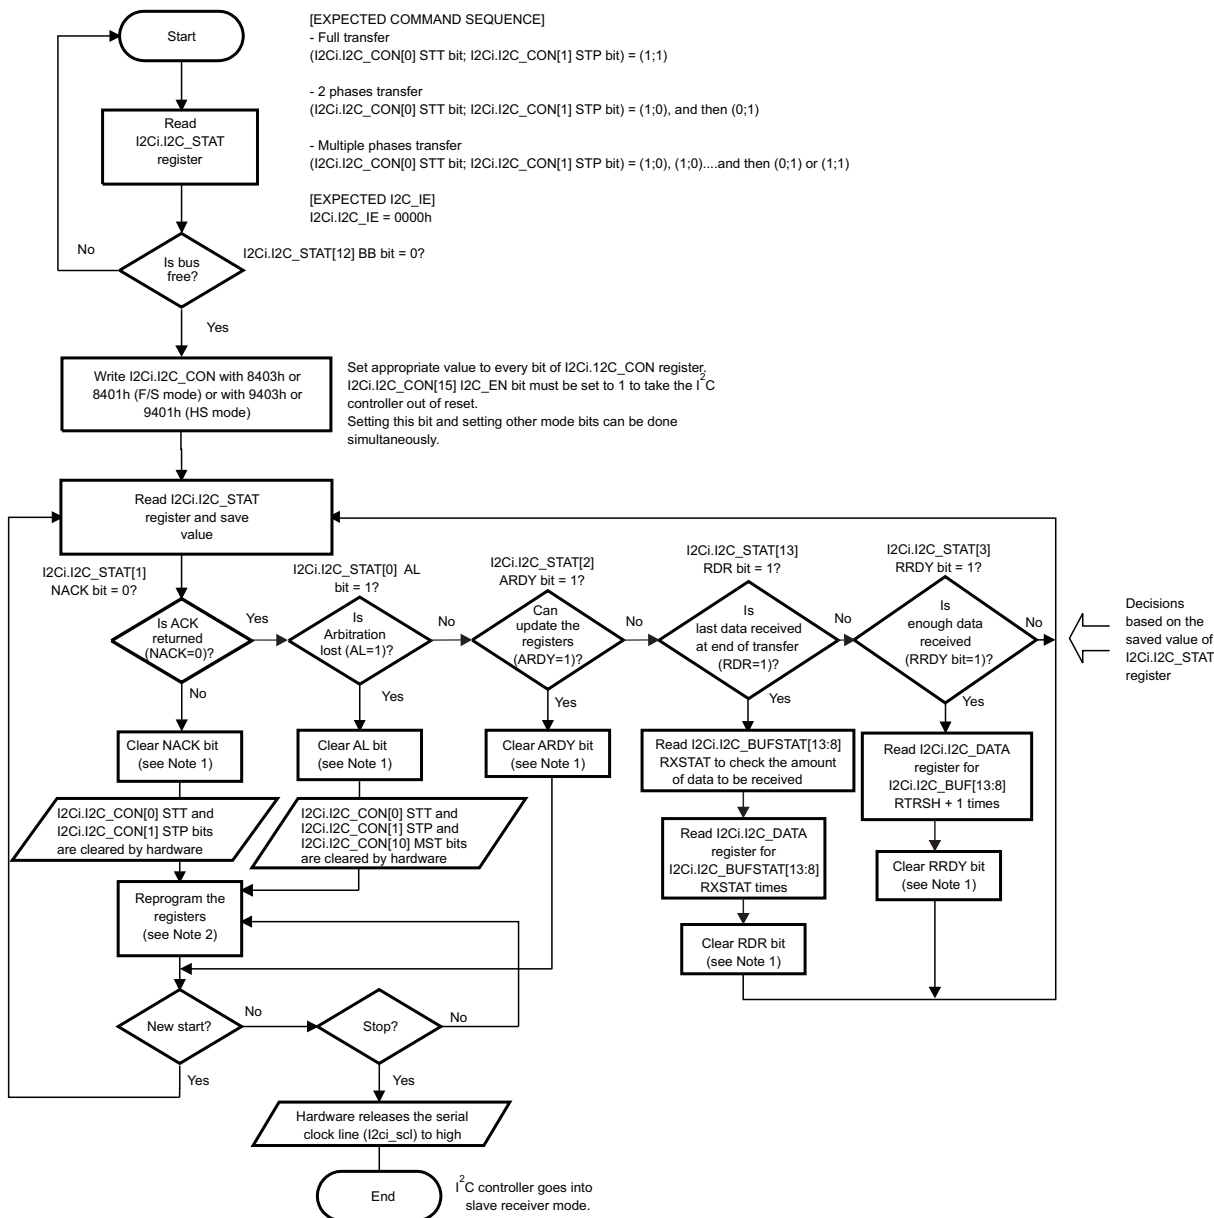 Start
[EXPECTED COMMAND SEQUENCE]
- Full transfer
(I2Ci.I2C_CON[0] STT bit; I2Ci.I2C_CON[1] STP bit) = (1;1)
- 2 phases transfer
(I2Ci.I2C_CON[0] STT bit; I2Ci.I2C_CON[1] STP bit) = (1;0), and then (0;1)
- Multiple phases transfer
(I2Ci.I2C_CON[0] STT bit; I2Ci.I2C_CON[1] STP bit) = (1;0), (1;0)....and then (0;1) or (1;1)
[EXPECTED I2C_IE]
I2Ci.I2C_IE = 0000h
Read
I2Ci.I2C_STAT
register
No
I2Ci.I2C_STAT[12] BB bit = 0?
Is bus
free?
Yes
Write I2Ci.I2C_CON with 8403h or
8401h (F/S mode) or with 9403h or
9401h (HS mode)
Set appropriate value to every bit of I2Ci.12C_CON register.
I2Ci.I2C_CON[15] I2C_EN bit must be set to 1 to take the I2C
controller out of reset.
Setting this bit and setting other mode bits can be done
simultaneously.
Read I2Ci.I2C_STAT
register and save
value
I2Ci.I2C_STAT[1]
NACK bit = 0?
Is ACK
returned
(NACK=0)?
Yes
No
I2Ci.I2C_STAT[0] AL
bit = 1?
Is
Arbitration
lost (AL=1)?
No
Yes
I2Ci.I2C_STAT[2]
ARDY bit = 1?
Can
update the
registers
(ARDY=1)?
No
Yes
I2Ci.I2C_STAT[13]
RDR bit = 1?
Is
last data received
at end of transfer
(RDR=1)?
No
Yes
I2Ci.I2C_STAT[3]
RRDY bit = 1?
Is
enough data
received
(RRDY bit=1)?
No
Yes
Decisions
based on the
saved value of
I2Ci.I2C_STAT
register
Clear NACK bit
(see Note 1)
Clear AL bit
(see Note 1)
Clear ARDY bit
(see Note 1)
Read I2Ci.I2C_BUFSTAT[13:8]
RXSTAT to check the amount
of data to be received
Read I2Ci.I2C_DATA
register for
I2Ci.I2C_BUF[13:8]
RTRSH + 1 times
I2Ci.I2C_CON[0] STT and
I2Ci.I2C_CON[1] STP bits
are cleared by hardware
I2Ci.I2C_CON[0] STT and
I2Ci.I2C_CON[1] STP and
I2Ci.I2C_CON[10] MST bits
are cleared by hardware
Read I2Ci.I2C_DATA
register for
I2Ci.I2C_BUFSTAT[13:8]
RXSTAT times
Clear RRDY bit
(see Note 1)
Reprogram the
registers
(see Note 2)
Clear RDR bit
(see Note 1)
New start?
No
Yes
Stop?
No
Yes
Hardware releases the serial
clock line (I2ci_scl) to high
End
I2C controller goes into
slave receiver mode.